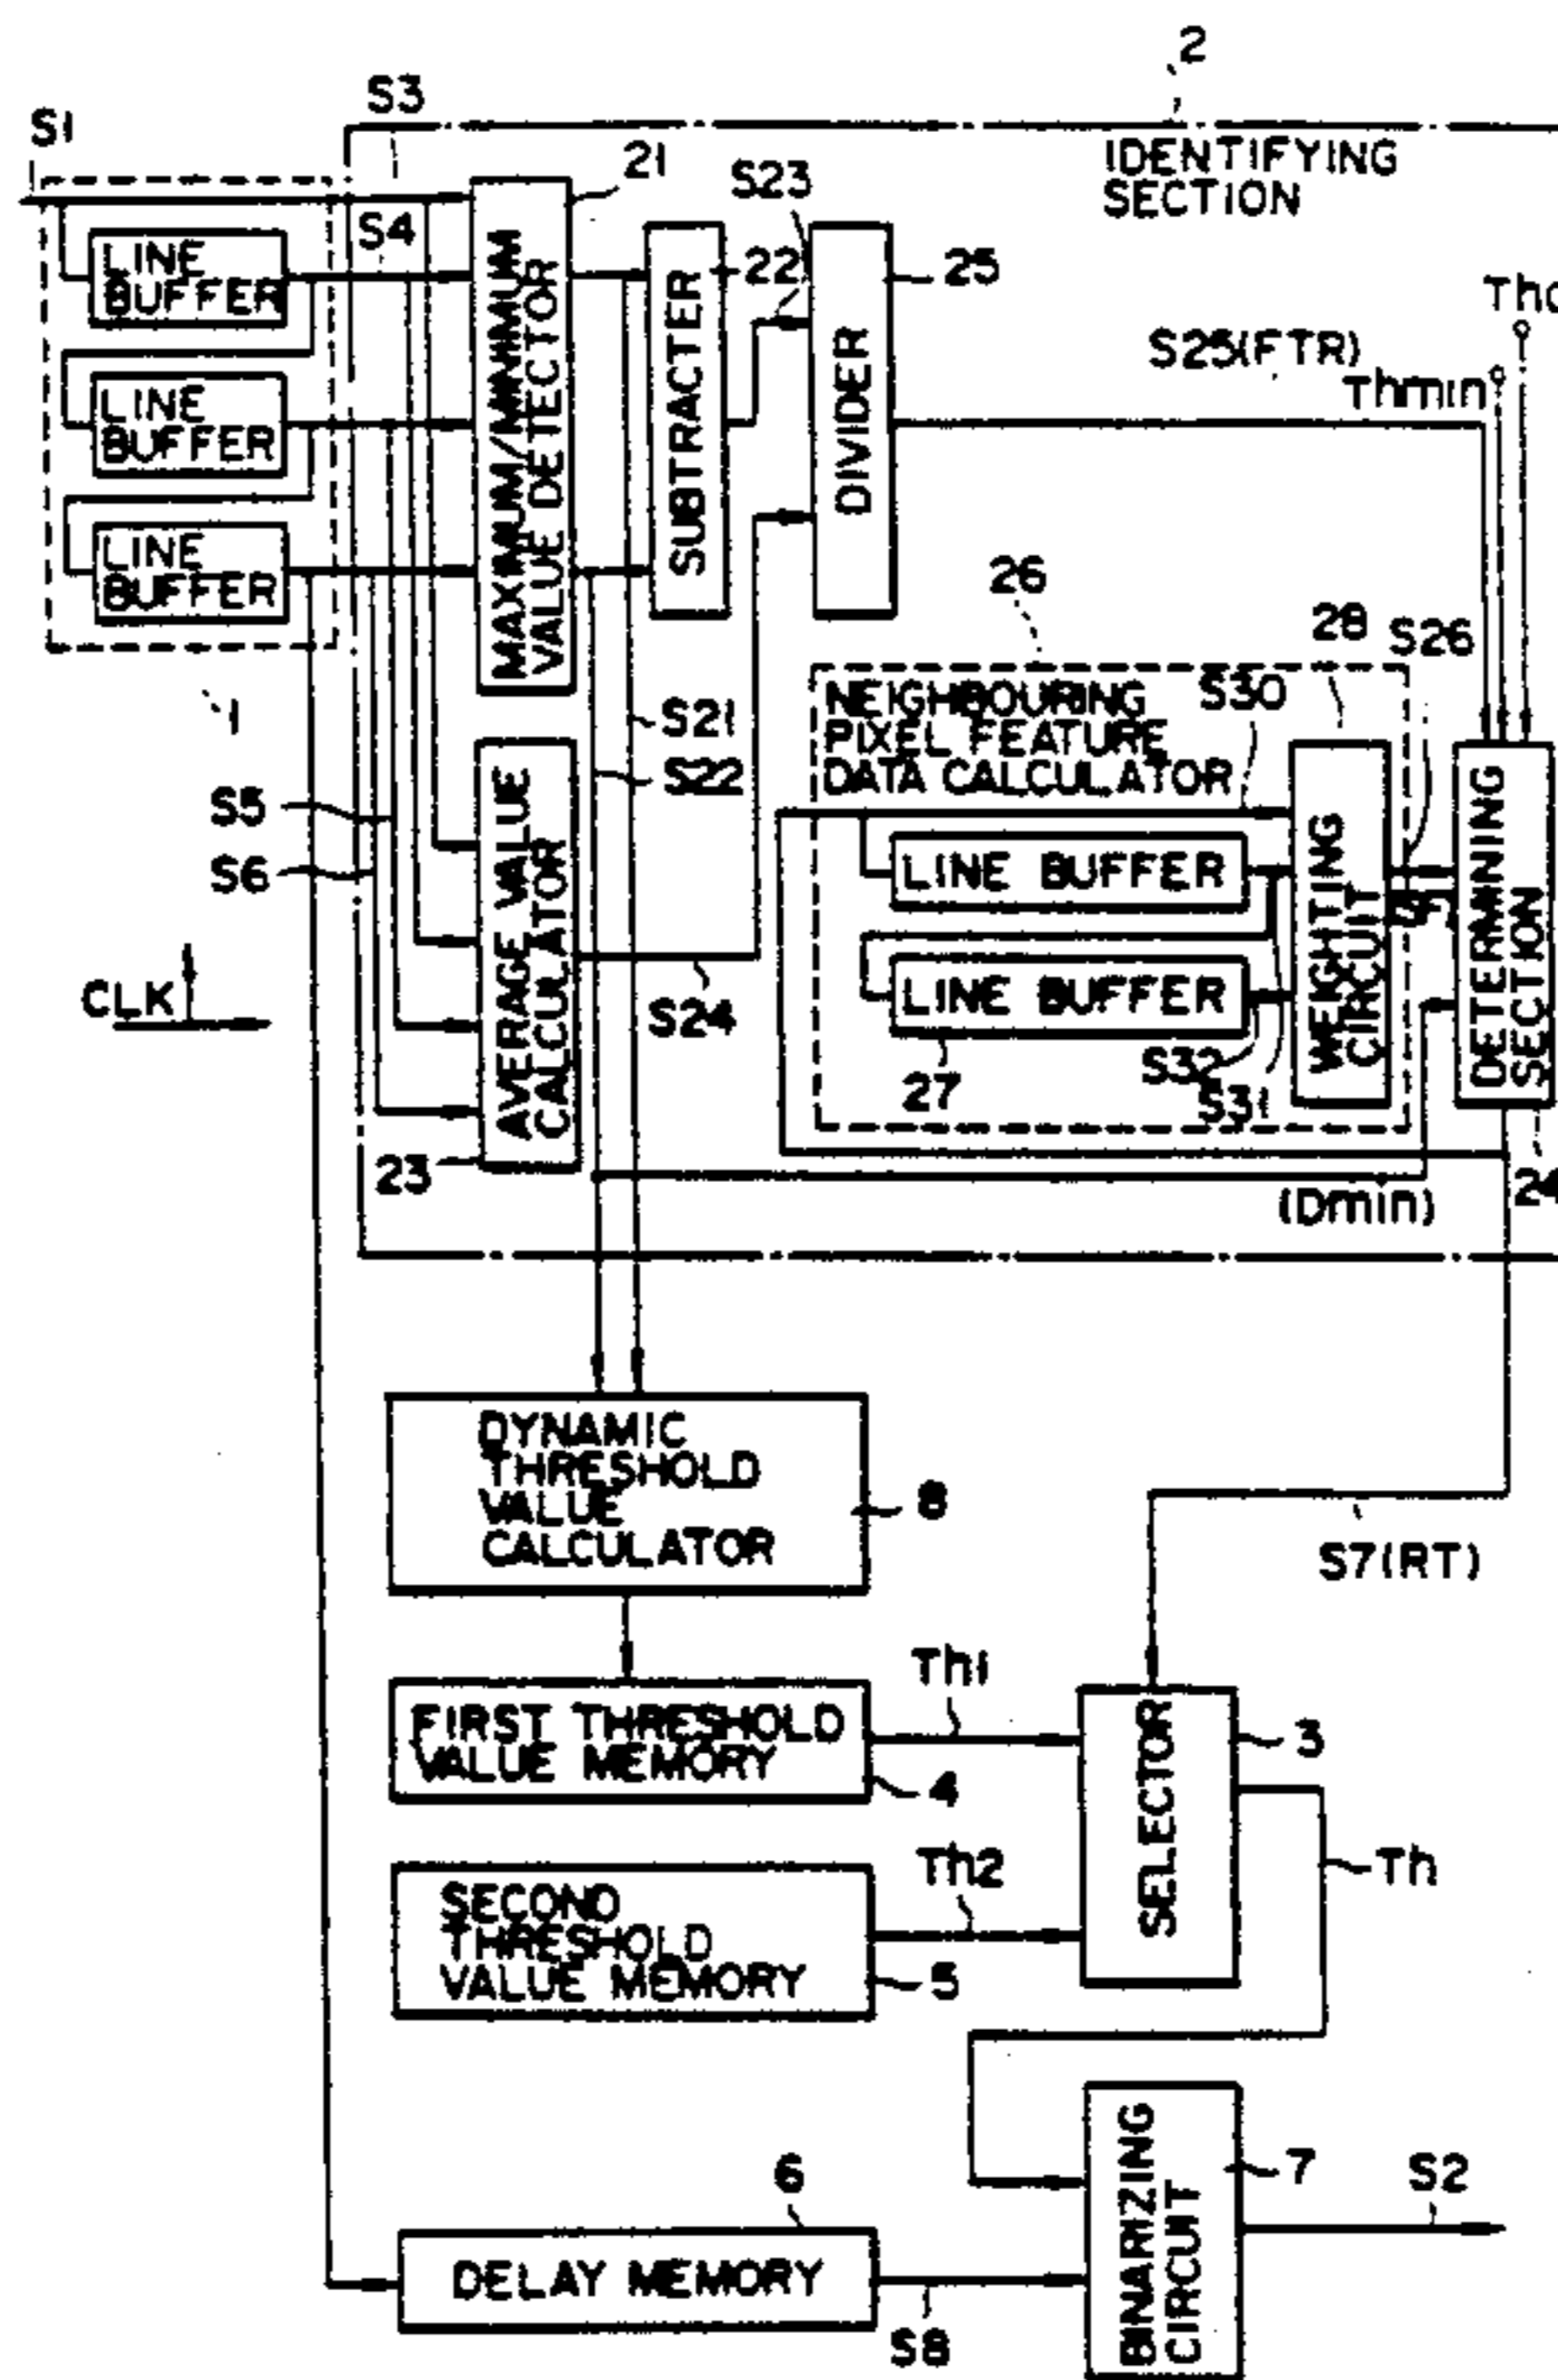 2
S3
S1
IDENTIFYING
SECTION
21
S23
S4
LINE
BUFFER
LINE
BUFFER
LINE
BUFFER
MAXIMUM/MINIMUM
VALUE DETECTOR
SUBTRACTER
22
DIVIDER
25
S25(FTR)
Thmin
1
26
28
S26
S21
S22
NEIGHBOURING
PIXEL FEATURE
DATA CALCULATOR
S30
S5
S6
AVERAGE VALUE
CALCULATOR
LINE BUFFER
LINE BUFFER
WEIGHTING
CIRCUIT
DETERMINING
SECTION
CLK
S24
S32
S31
27
23
(Dmin)
24
DYNAMIC
THRESHOLD
VALUE
CALCULATOR
8
S7(RT)
FIRST THRESHOLD
VALUE MEMORY
4
Th1
SELECTOR
3
SECOND
THRESHOLD
VALUE MEMORY
5
Th2
Th
6
DELAY MEMORY
S8
BINARIZING
CIRCUIT
7
S2